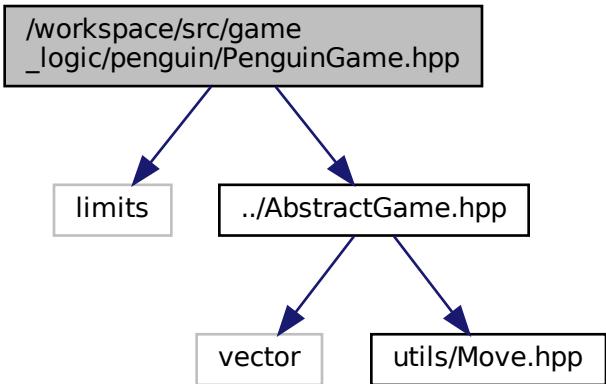 /workspace/src/game
_logic/penguin/PenguinGame.hpp
limits
../AbstractGame.hpp
vector
utils/Move.hpp